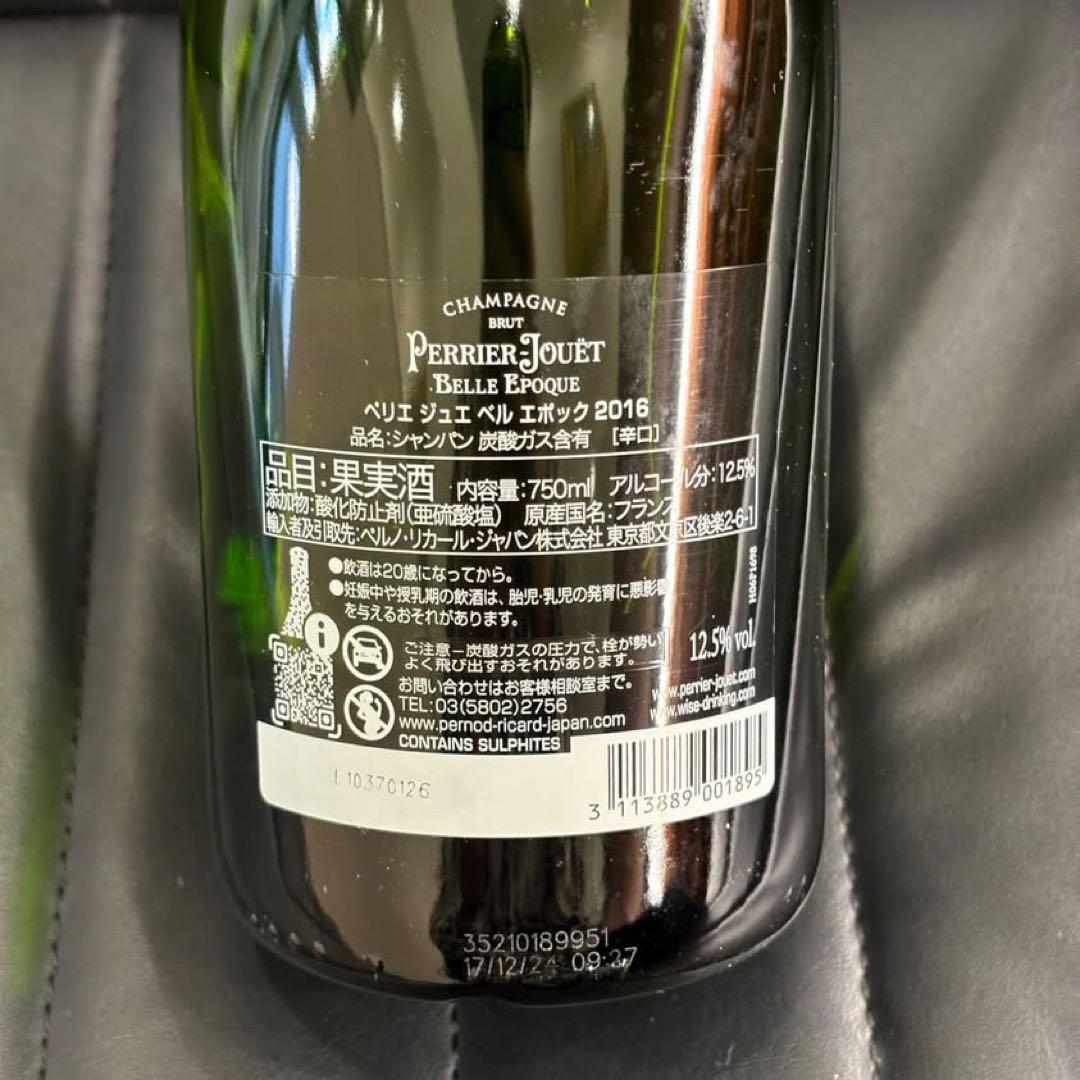 CHAMPAGNE
BRUT
PERRIER-JOUËT
BELLE EPOQUE
ペリエ ジュエ ベル エポック 2016
品名:シャンパン 炭酸ガス含有 [辛口]
品目:果実酒 内容量:750ml アルコール分:12.5%
添加物:酸化防止剤(亜硫酸塩) 原産国名:フランス
輸入者及引取先:ペルノ・リカール・ジャパン株式会社 東京都文京区後楽2-6-1
●飲酒は20歳になってから。
●妊娠中や授乳期の飲酒は、胎児・乳児の発育に悪影響
を与えるおそれがあります。
H06P1698
i
ご注意-炭酸ガスの圧力で、栓が勢い
よく飛び出すおそれがあります。
12.5% vol.
お問い合わせはお客様相談室まで。
TEL:03(5802)2756
www.pernod-ricard-japan.com
CONTAINS SULPHITES
www.perrier-jouet.com
www.wise-drinking.com
L10370126
3 113889 001895
35210189951
17/12/24 09:27